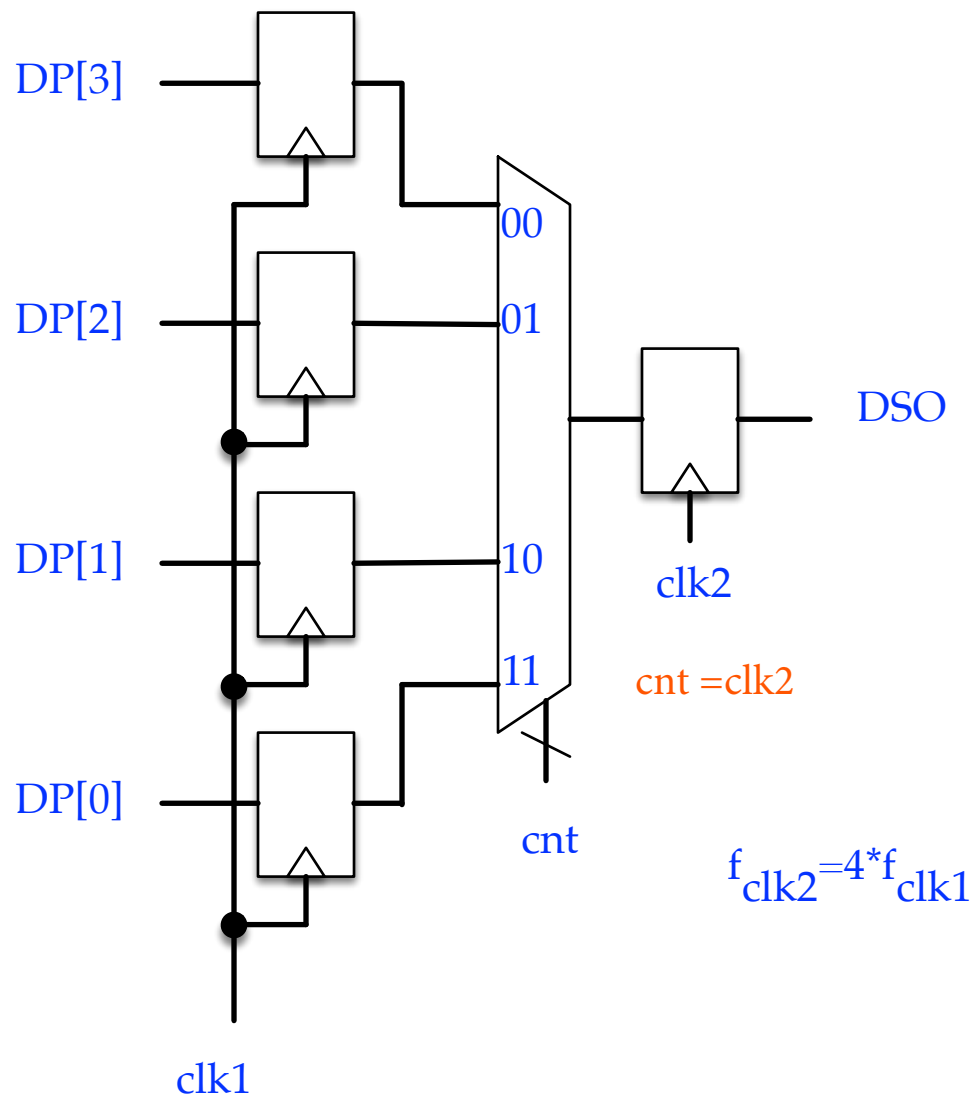 DP[3]
00
DP[2]
01
DSO
DP[1]
10
clk2
11
cnt =clk2
DP[0]
cnt
fclk2=4*fclk1
clk1